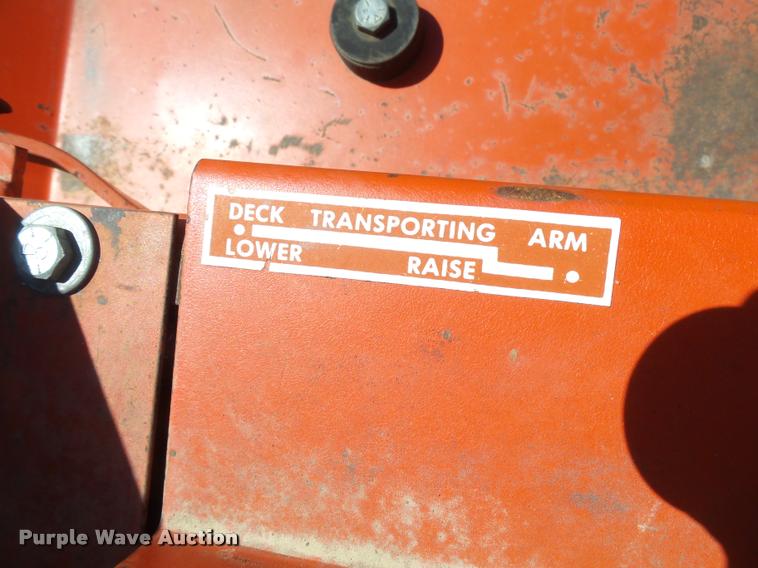 DECK TRANSPORTING ARM
LOWER RAISE
Purple Wave Auction